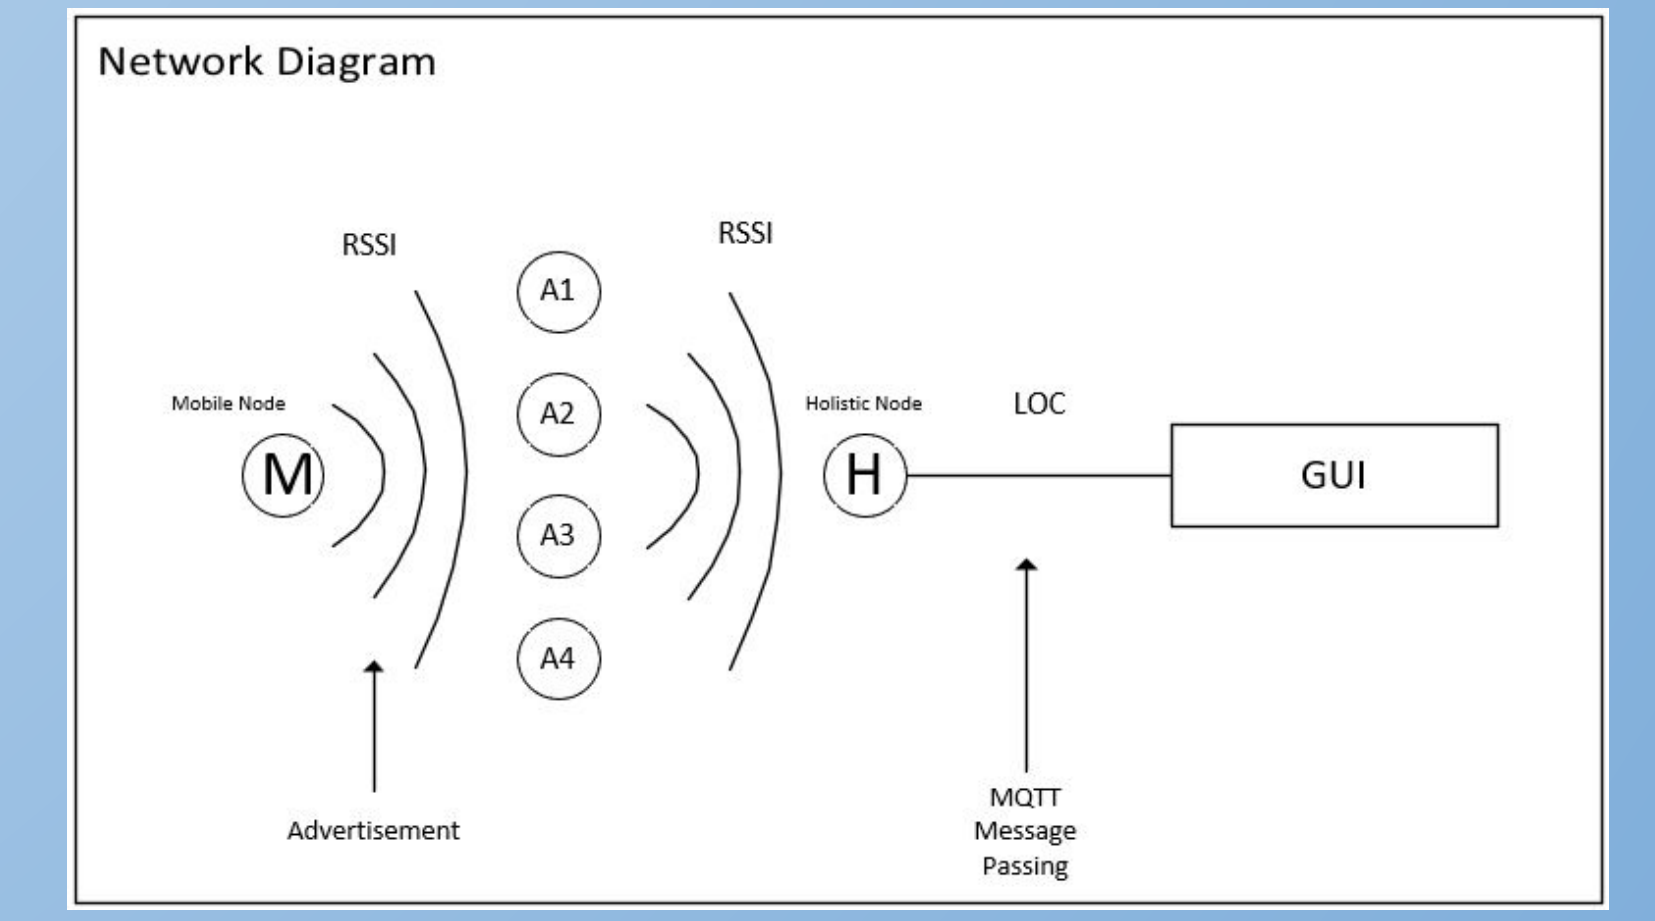 Network Diagram
RSSI
RSSI
A1
A2
Mobile Node
Holistic Node
LOC
M
H
GUI
A3
A4
Advertisement
MQTT
Message
Passing